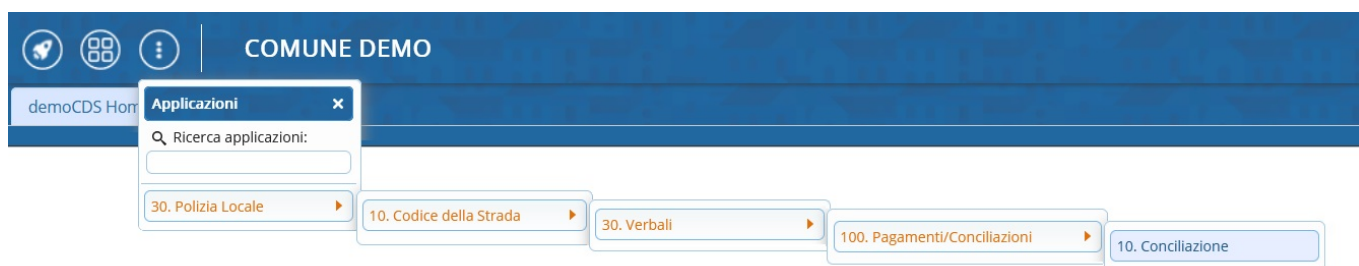 COMUNE DEMO
demoCDS Hom
Applicazioni
Ricerca applicazioni:
30. Polizia Locale
10. Codice della Strada
30. Verbali
100. Pagamenti/Conciliazioni
10. Conciliazione